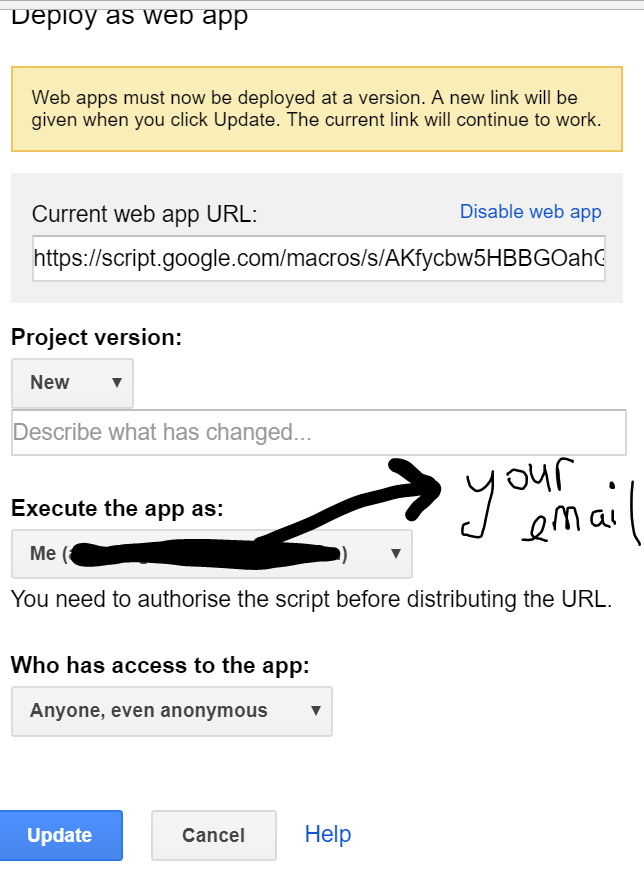 Deploy as web app
Web apps must now be deployed at a version. A new link will be
given when you click Update. The current link will continue to work.
Current web app URL:
Disable web app
https://script.google.com/macros/s/AKfycbw5HBBGOah
Project version:
New
Describe what has changed...
your
email
Execute the app as:
Me ( )
You need to authorise the script before distributing the URL.
Who has access to the app:
Anyone, even anonymous
Update
Cancel
Help